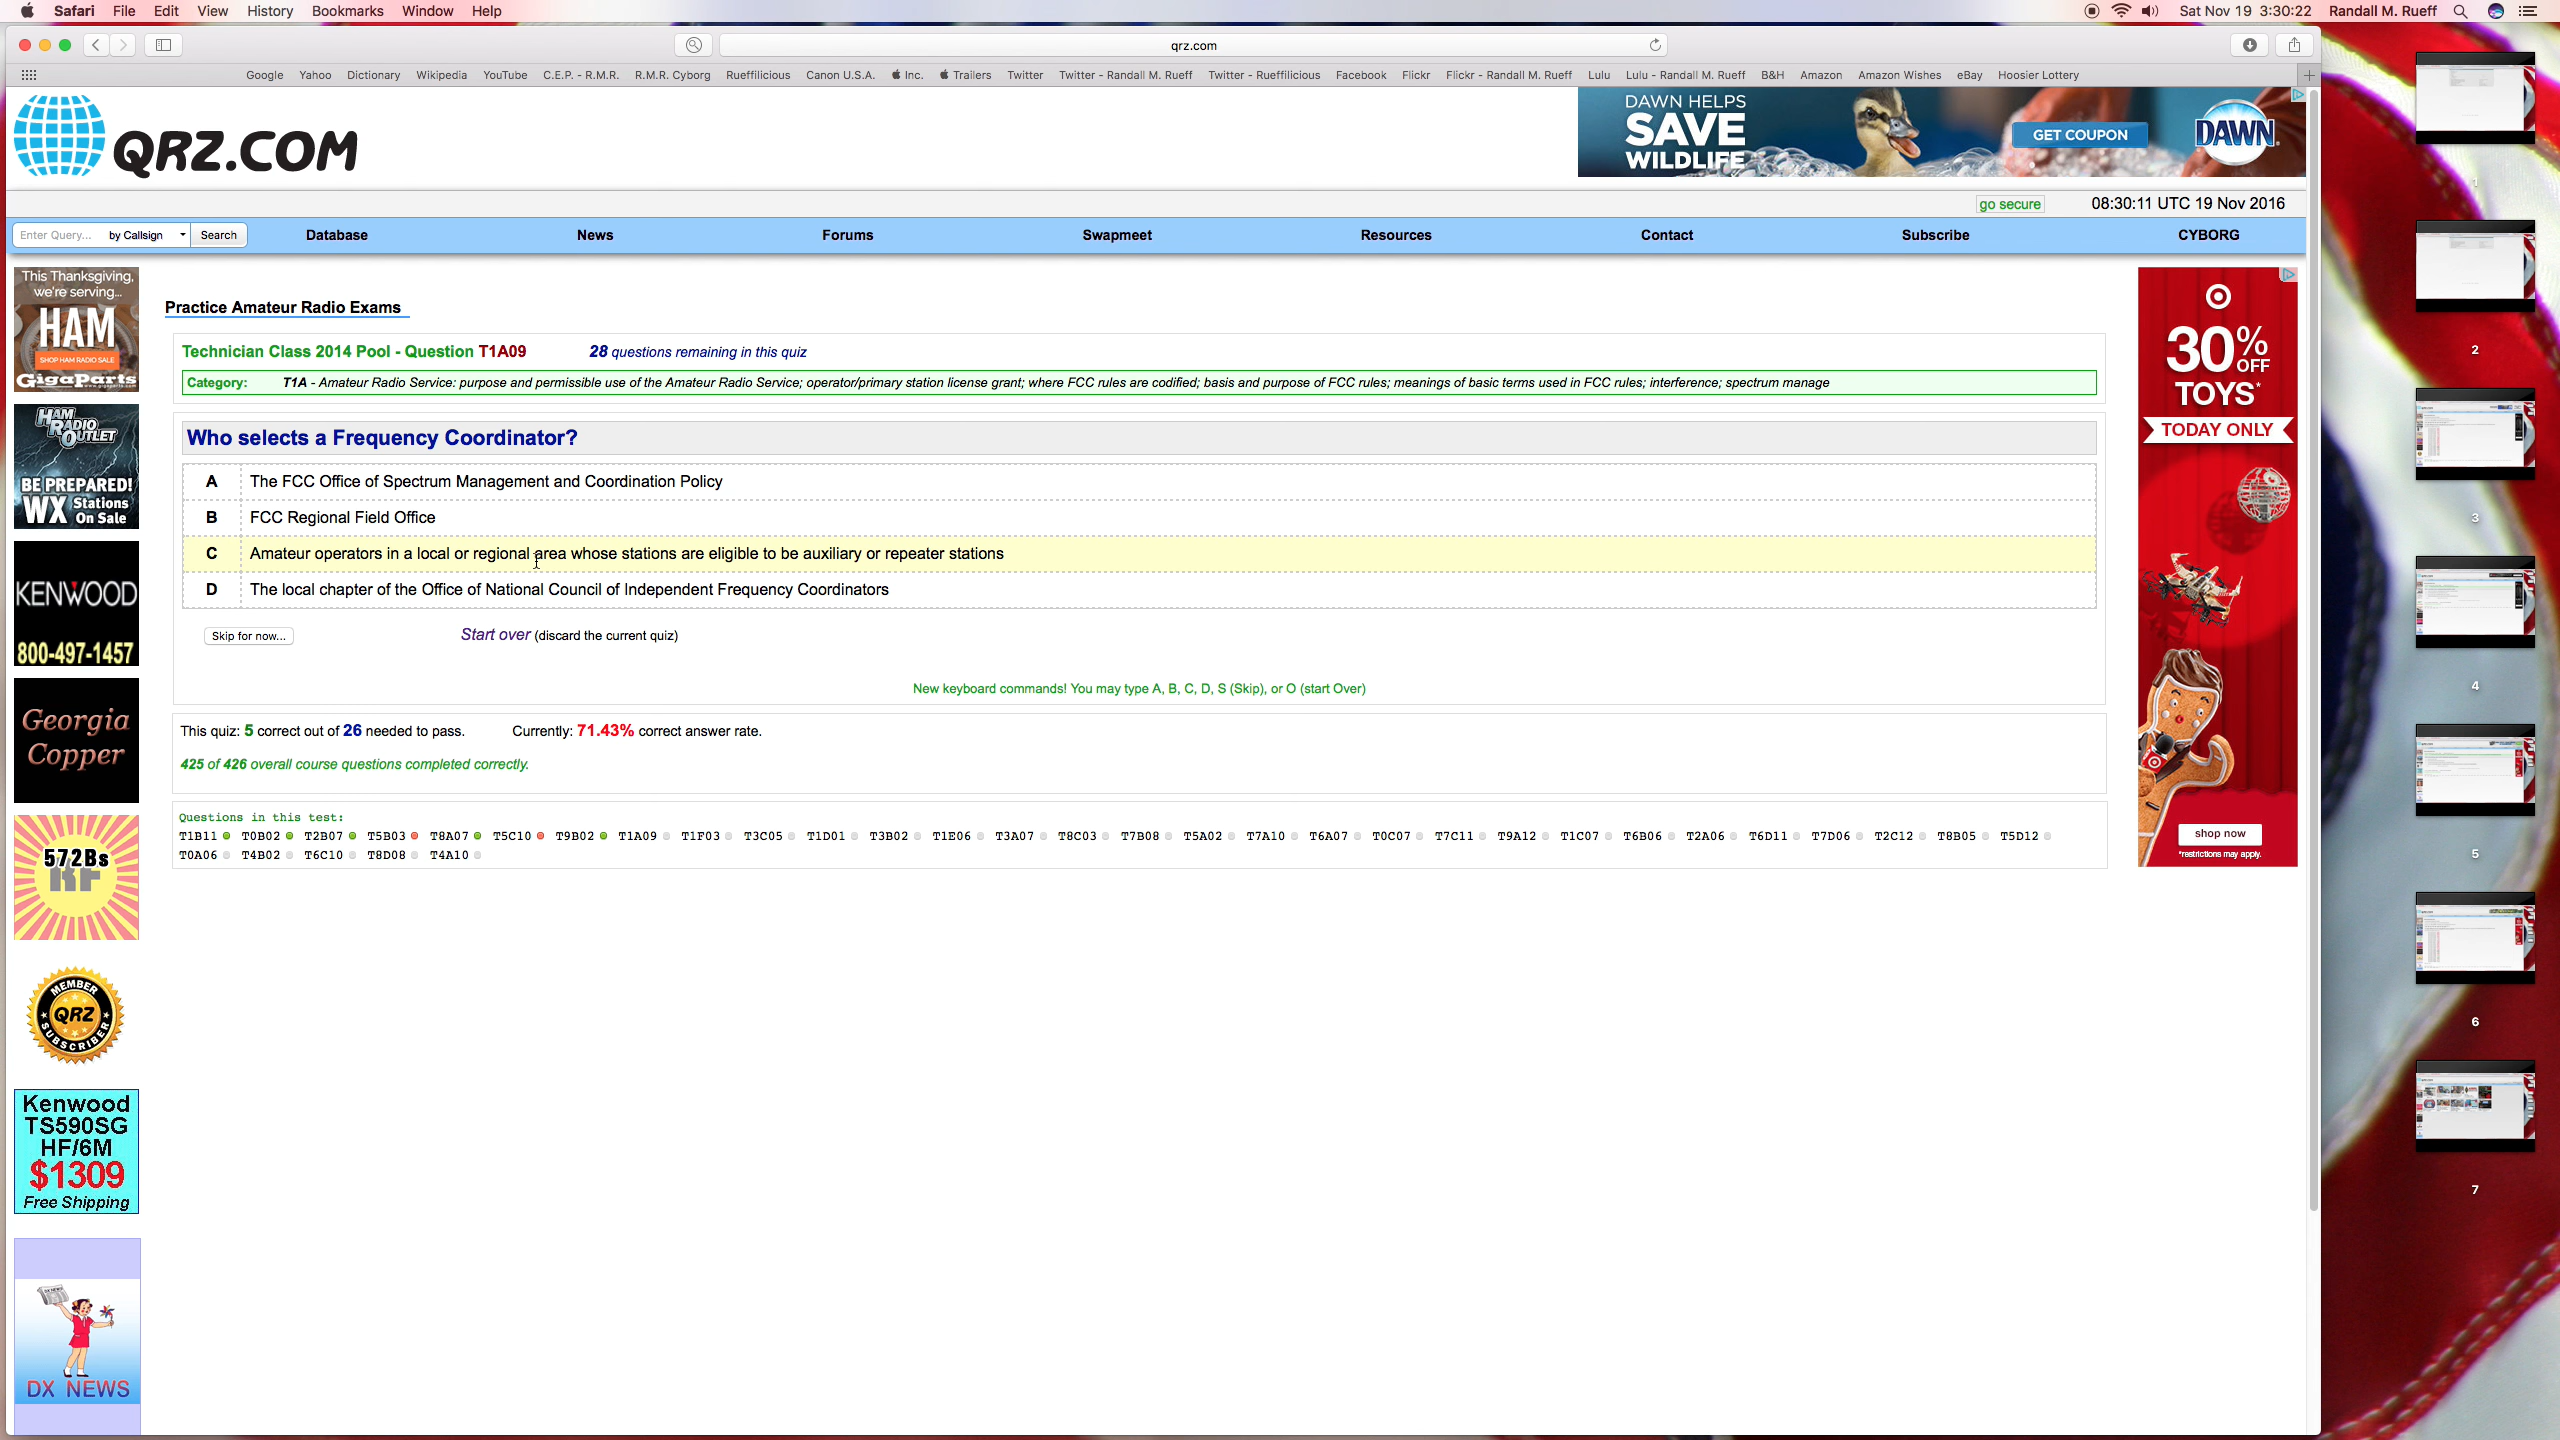 Safari File Edit View History Bookmarks Window Help Sat Nov 19 3:30:22 Randall M. Rueff
qrz.com
Google Yahoo Dictionary Wikipedia YouTube C.E.P. - R.M.R. R.M.R. Cyborg Rueffilicious Canon U.S.A. Inc. Trailers Twitter Twitter - Randall M. Rueff Twitter - Rueffilicious Facebook Flickr Flickr - Randall M. Rueff Lulu Lulu - Randall M. Rueff B&H Amazon Amazon Wishes eBay Hoosier Lottery
QRZ.COM
DAWN HELPS
SAVE
WILDLIFE
GET COUPON
DAWN
go secure 08:30:11 UTC 19 Nov 2016
Enter Query... by Callsign Search Database News Forums Swapmeet Resources Contact Subscribe CYBORG
This Thanksgiving,
we're serving...
HAM
SHOP HAM RADIO SALE
GigaParts
HAM
RADIO
OUTLET
BE PREPARED!
WX Stations
On Sale
KENWOOD
800-497-1457
Georgia
Copper
572Bs
RF
MEMBER
QRZ
SUBSCRIBER
Kenwood
TS590SG
HF/6M
$1309
Free Shipping
DX NEWS
DX NEWS
Practice Amateur Radio Exams
Technician Class 2014 Pool - Question T1A09 28 questions remaining in this quiz
Category: T1A - Amateur Radio Service: purpose and permissible use of the Amateur Radio Service; operator/primary station license grant; where FCC rules are codified; basis and purpose of FCC rules; meanings of basic terms used in FCC rules; interference; spectrum manage
Who selects a Frequency Coordinator?
A The FCC Office of Spectrum Management and Coordination Policy
B FCC Regional Field Office
C Amateur operators in a local or regional area whose stations are eligible to be auxiliary or repeater stations
D The local chapter of the Office of National Council of Independent Frequency Coordinators
Skip for now... Start over (discard the current quiz)
New keyboard commands! You may type A, B, C, D, S (Skip), or O (start Over)
This quiz: 5 correct out of 26 needed to pass. Currently: 71.43% correct answer rate.
425 of 426 overall course questions completed correctly.
Questions in this test:
T1B11 T0B02 T2B07 T5B03 T8A07 T5C10 T9B02 T1A09 T1F03 T3C05 T1D01 T3B02 T1E06 T3A07 T8C03 T7B08 T5A02 T7A10 T6A07 T0C07 T7C11 T9A12 T1C07 T6B06 T2A06 T6D11 T7D06 T2C12 T8B05 T5D12
T0A06 T4B02 T6C10 T8D08 T4A10
30% OFF
TOYS*
TODAY ONLY
shop now
*restrictions may apply.
1
2
3
4
5
6
7